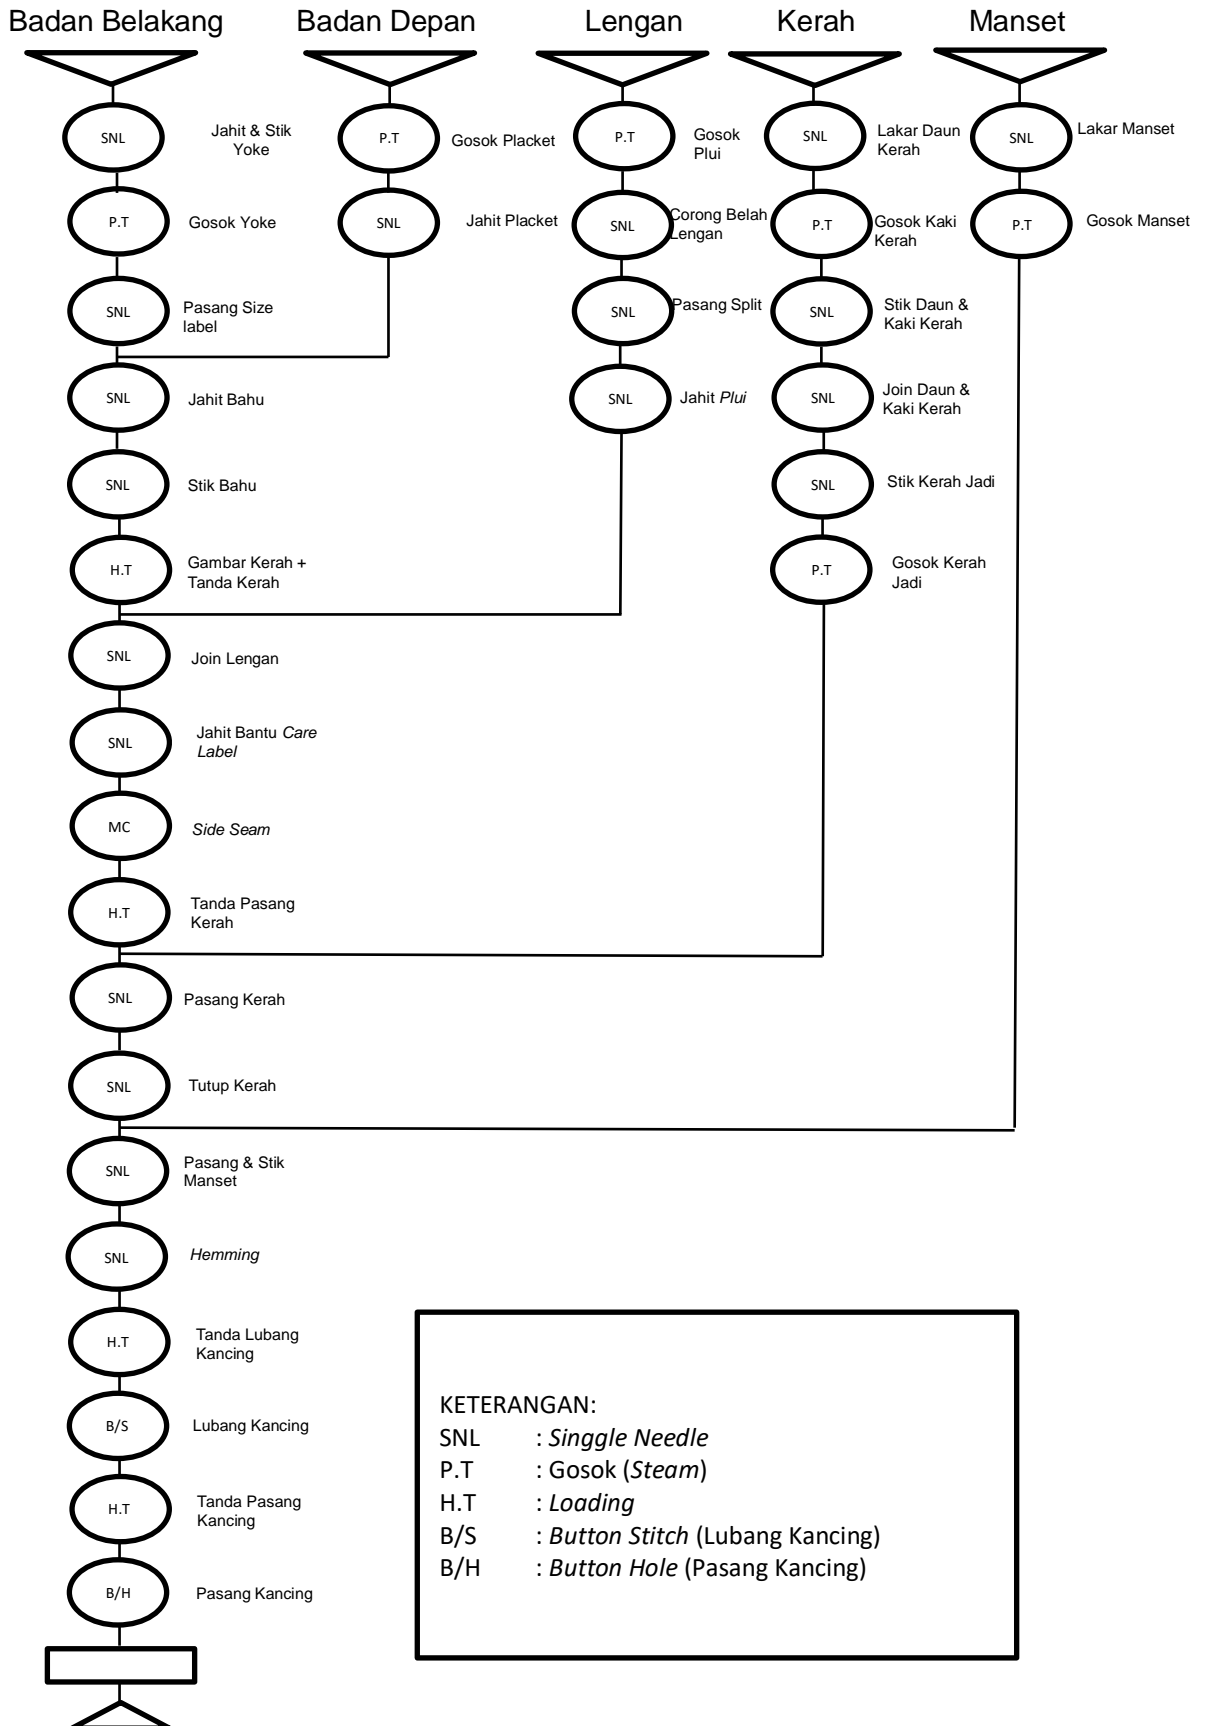 Badan Belakang
Badan Depan
Lengan
Kerah
Manset
SNL
Jahit & Stik
Yoke
P.T
Gosok Yoke
SNL
Pasang Size
label
SNL
Jahit Bahu
SNL
Stik Bahu
H.T
Gambar Kerah +
Tanda Kerah
SNL
Join Lengan
SNL
Jahit Bantu Care
Label
MC
Side Seam
H.T
Tanda Pasang
Kerah
SNL
Pasang Kerah
SNL
Tutup Kerah
SNL
Pasang & Stik
Manset
SNL
Hemming
H.T
Tanda Lubang
Kancing
B/S
Lubang Kancing
H.T
Tanda Pasang
Kancing
B/H
Pasang Kancing
P.T
Gosok Placket
SNL
Jahit Placket
P.T
Gosok
Plui
SNL
Corong Belah
Lengan
SNL
Pasang Split
SNL
Jahit Plui
SNL
Lakar Daun
Kerah
P.T
Gosok Kaki
Kerah
SNL
Stik Daun &
Kaki Kerah
SNL
Join Daun &
Kaki Kerah
SNL
Stik Kerah Jadi
P.T
Gosok Kerah
Jadi
SNL
Lakar Manset
P.T
Gosok Manset
KETERANGAN:
SNL : Singgle Needle
P.T : Gosok (Steam)
H.T : Loading
B/S : Button Stitch (Lubang Kancing)
B/H : Button Hole (Pasang Kancing)